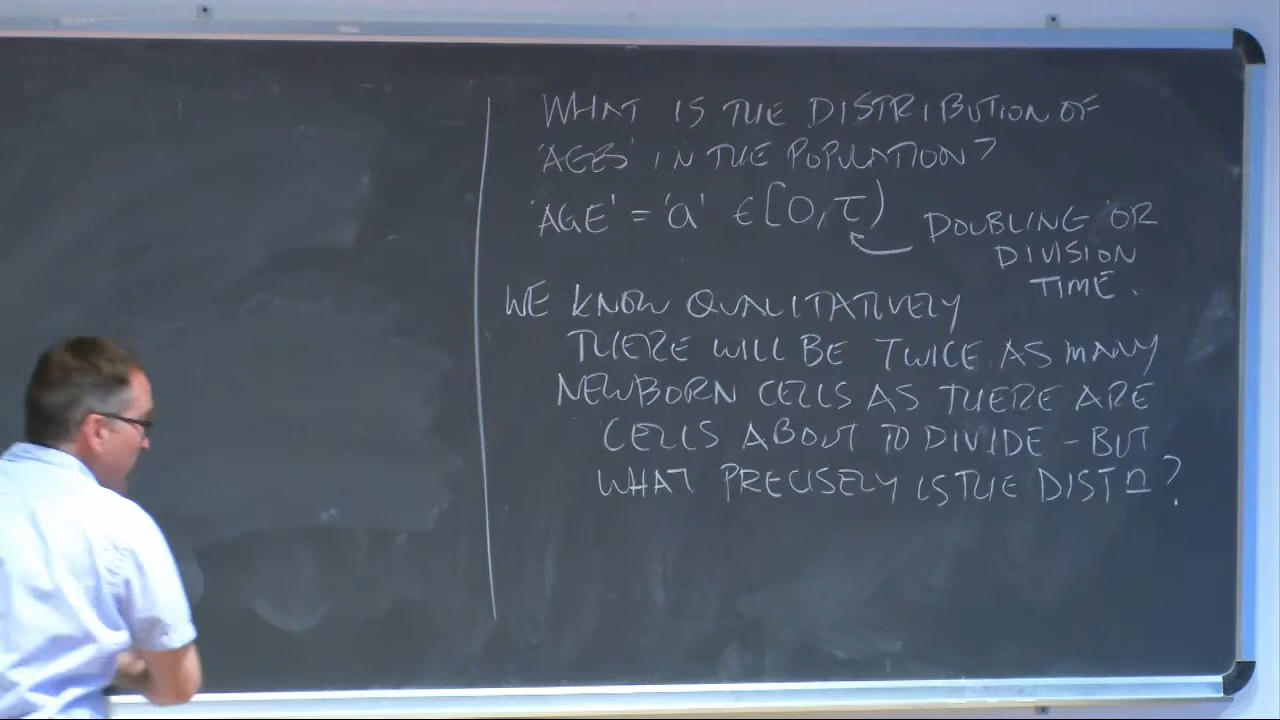 WHAT IS THE DISTRIBUTION OF
'AGES' IN THE POPULATION?
'AGE' = 'a' ∈ [0, τ)
DOUBLING OR
DIVISION
TIME.
WE KNOW QUALITATIVELY
THERE WILL BE TWICE AS MANY
NEWBORN CELLS AS THERE ARE
CELLS ABOUT TO DIVIDE - BUT
WHAT PRECISELY IS THE DISTn?